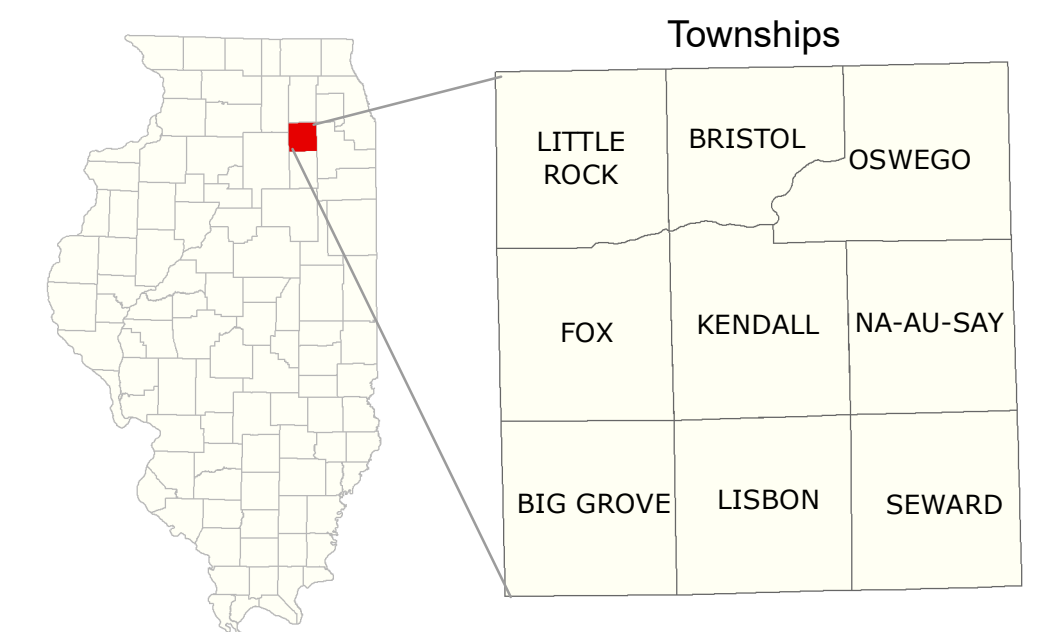 Townships
LITTLE
ROCK
BRISTOL
OSWEGO
FOX
KENDALL
NA-AU-SAY
BIG GROVE
LISBON
SEWARD